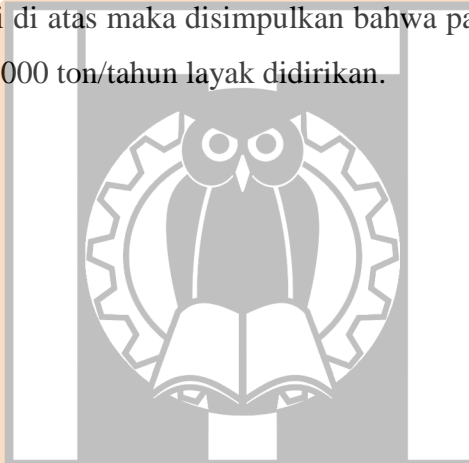 i di atas maka disimpulkan bahwa pa
000 ton/tahun layak didirikan.